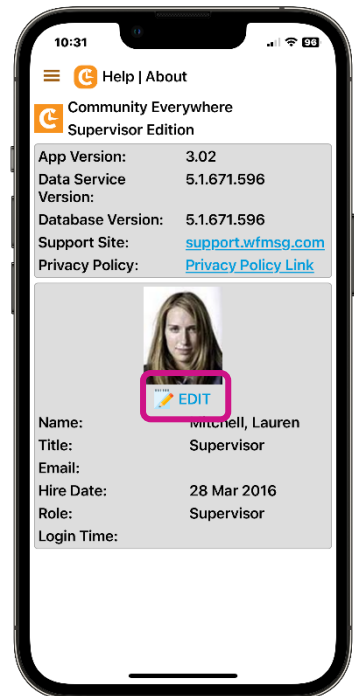 10:31
96
Help | About
Community Everywhere
Supervisor Edition
App Version: 3.02
Data Service 5.1.671.596
Version:
Database Version: 5.1.671.596
Support Site: support.wfmsg.com
Privacy Policy: Privacy Policy Link
EDIT
Name: Mitchell, Lauren
Title: Supervisor
Email:
Hire Date: 28 Mar 2016
Role: Supervisor
Login Time: